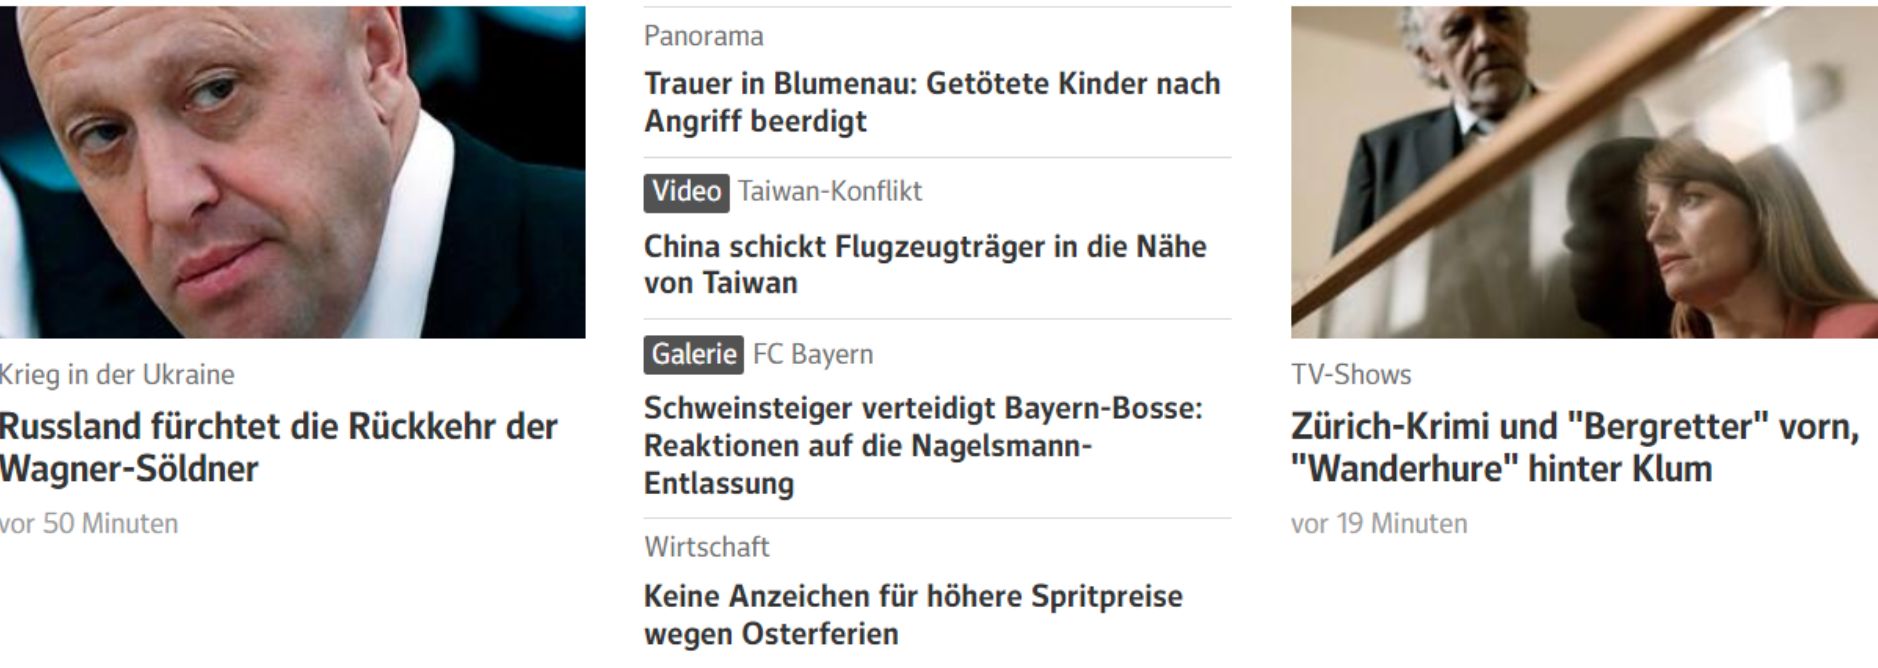 Krieg in der Ukraine
Russland fürchtet die Rückkehr der
Wagner-Söldner
vor 50 Minuten
Panorama
Trauer in Blumenau: Getötete Kinder nach
Angriff beerdigt
Video Taiwan-Konflikt
China schickt Flugzeugträger in die Nähe
von Taiwan
Galerie FC Bayern
Schweinsteiger verteidigt Bayern-Bosse:
Reaktionen auf die Nagelsmann-
Entlassung
Wirtschaft
Keine Anzeichen für höhere Spritpreise
wegen Osterferien
TV-Shows
Zürich-Krimi und "Bergretter" vorn,
"Wanderhure" hinter Klum
vor 19 Minuten